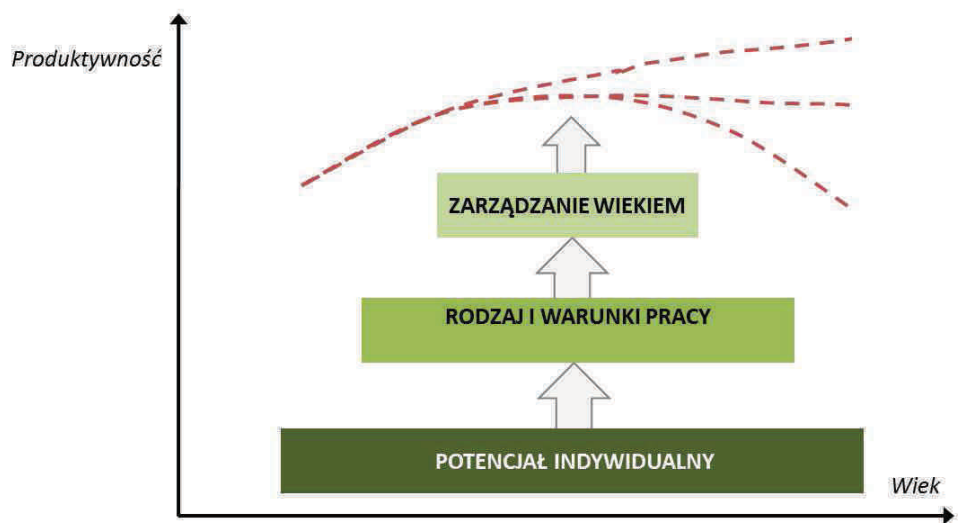 Produktywność
ZARZĄDZANIE WIEKIEM
RODZAJ I WARUNKI PRACY
POTENCJAŁ INDYWIDUALNY
Wiek